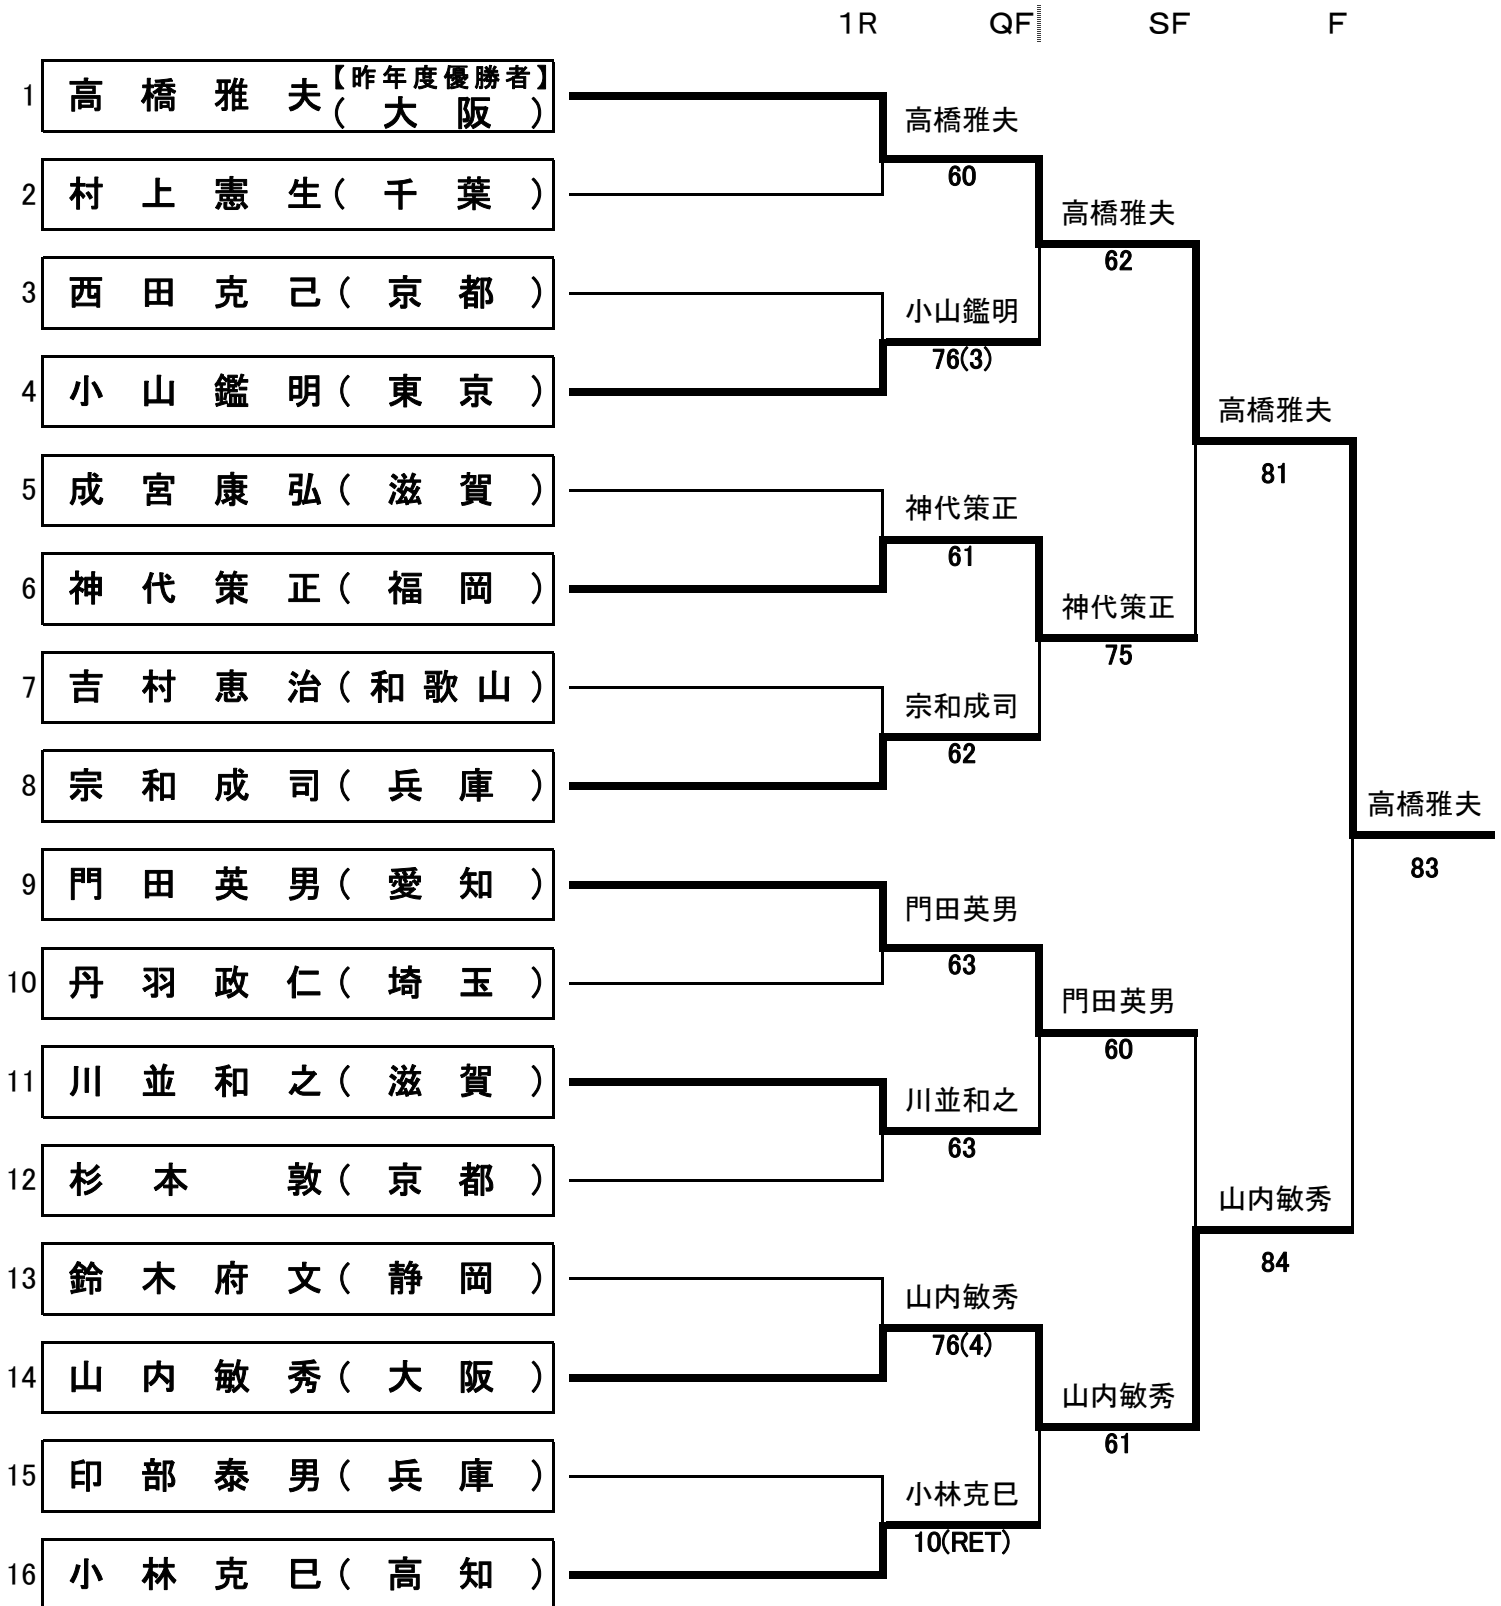 1R QF SF F
1 高橋雅夫 【昨年度優勝者】
(大阪)
高橋雅夫
60
2 村上憲生(千葉)
高橋雅夫
62
3 西田克己(京都)
小山鑑明
76(3)
4 小山鑑明(東京)
高橋雅夫
81
5 成宮康弘(滋賀)
神代策正
61
6 神代策正(福岡)
神代策正
75
7 吉村恵治(和歌山)
宗和成司
62
8 宗和成司(兵庫)
高橋雅夫
83
9 門田英男(愛知)
門田英男
63
10 丹羽政仁(埼玉)
門田英男
60
11 川並和之(滋賀)
川並和之
63
12 杉本 敦(京都)
山内敏秀
84
13 鈴木府文(静岡)
山内敏秀
76(4)
14 山内敏秀(大阪)
山内敏秀
61
15 印部泰男(兵庫)
小林克巳
10(RET)
16 小林克巳(高知)